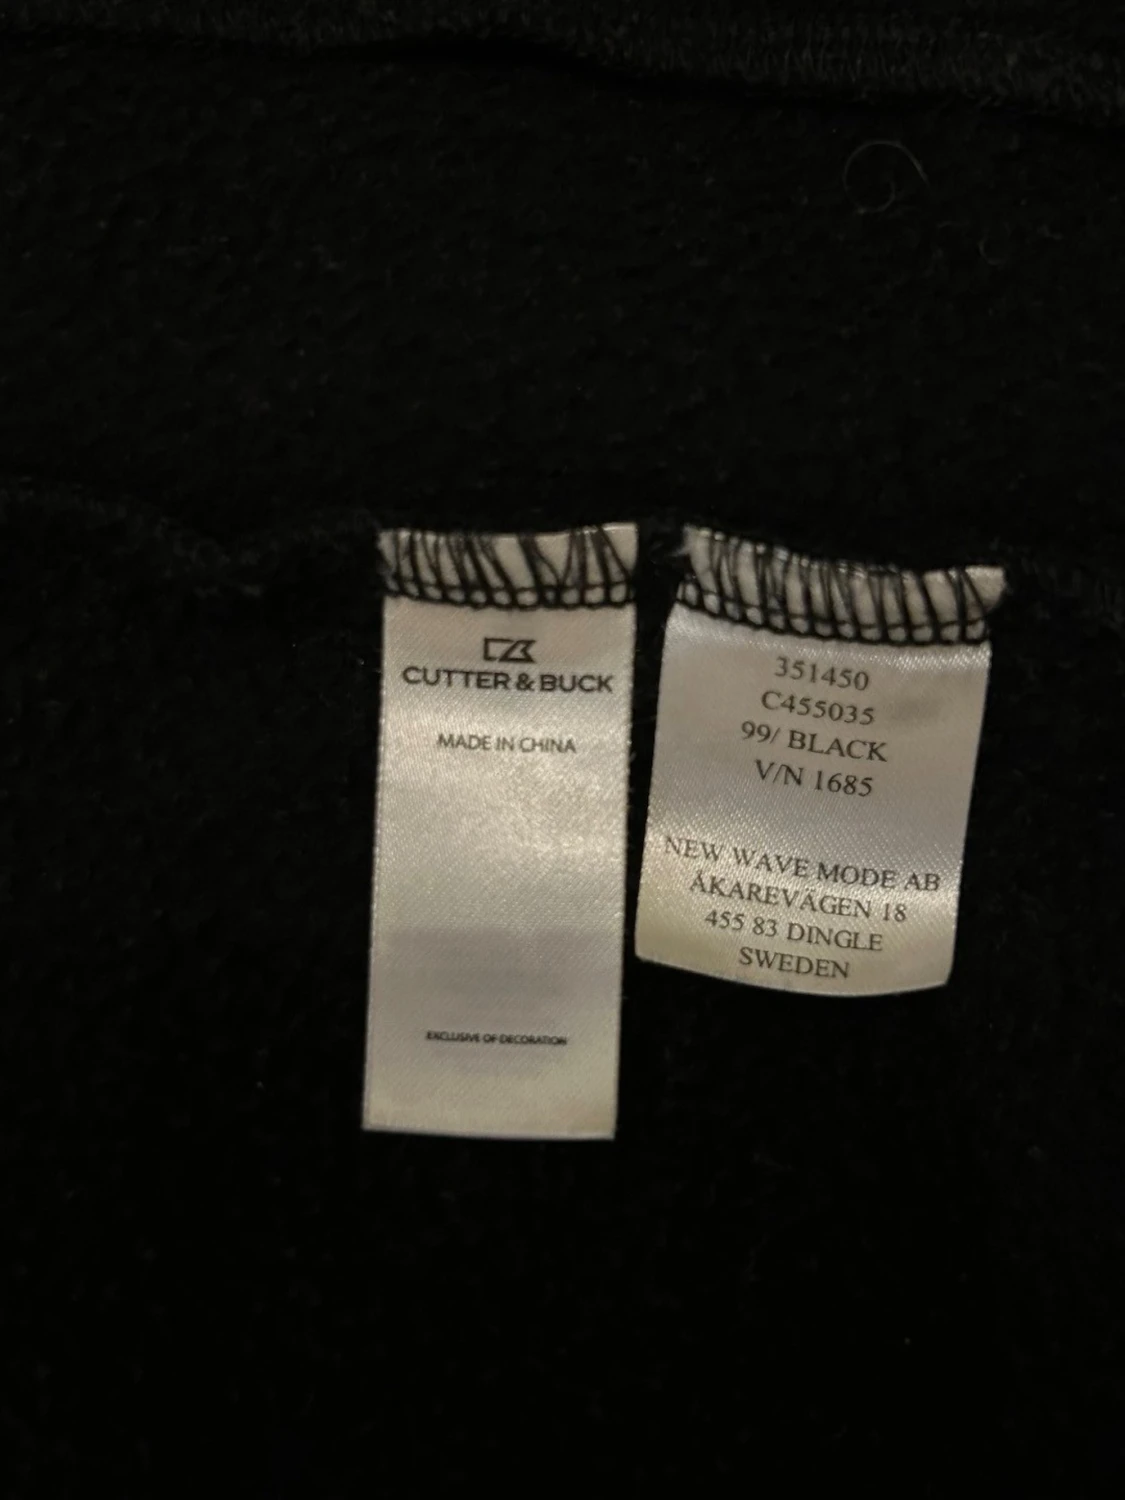 CUTTER & BUCK
MADE IN CHINA
EXCLUSIVE OF DECORATION
351450
C455035
99/ BLACK
V/N 1685
NEW WAVE MODE AB
ÅKAREVÄGEN 18
455 83 DINGLE
SWEDEN